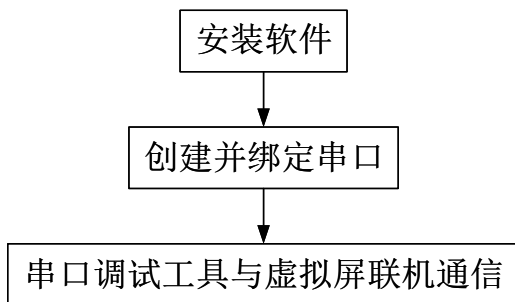 安装软件
创建并绑定串口
串口调试工具与虚拟屏联机通信